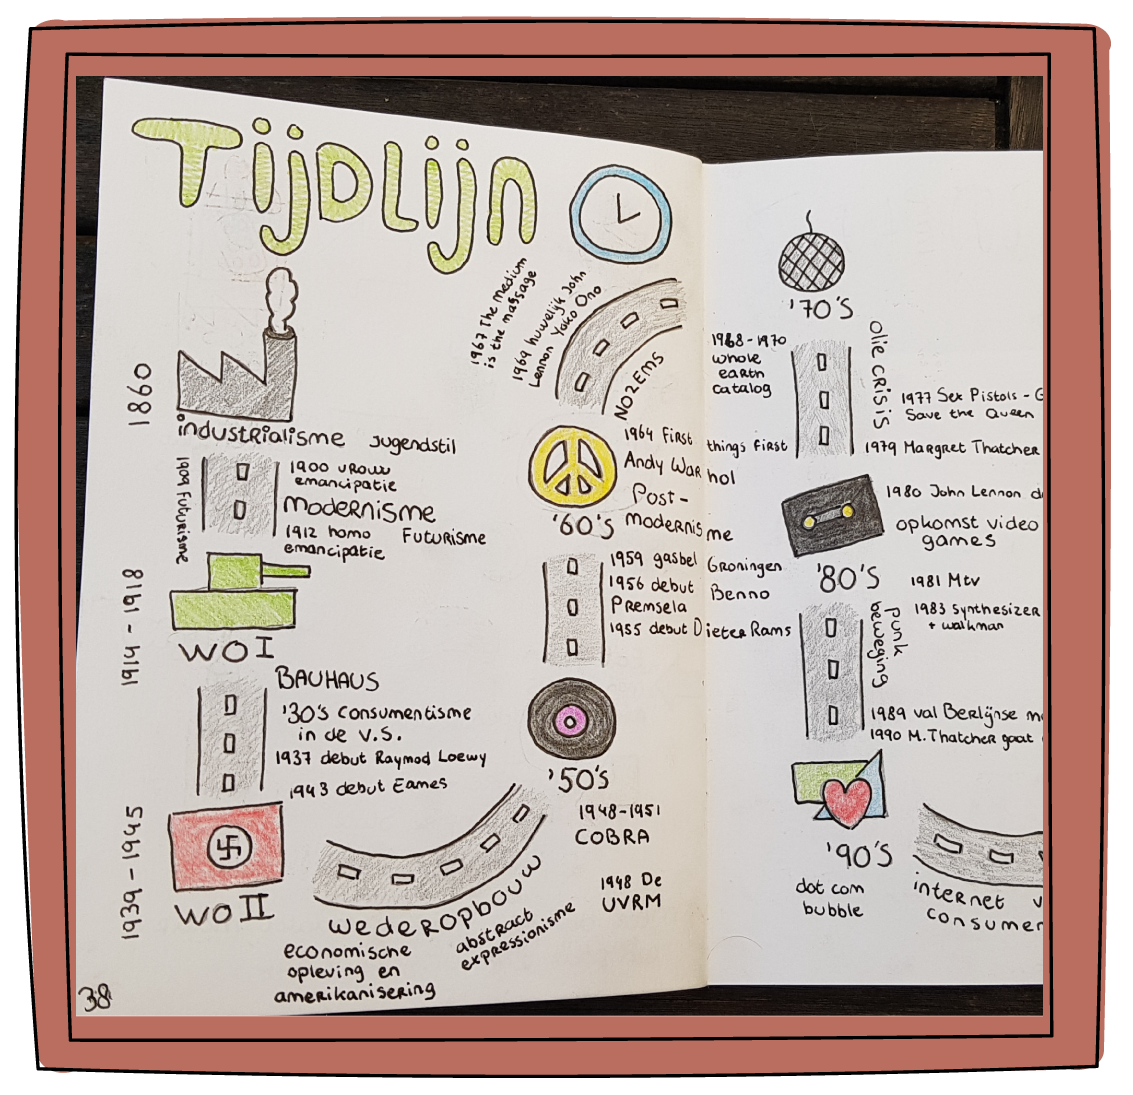 Tijdlijn
1860
industrialisme Jugendstil
1909 Futurisme
1900 vrouw
emancipatie
Modernisme
1912 homo
emancipatie
Futurisme
1914 - 1918
WO I
BAUHAUS
'30's Consumentisme
in de V.S.
1937 debut Raymod Loewy
1943 debut Eames
1939 - 1945
WO II
wederopbouw
economische
opleving en
amerikanisering
abstract
expressionisme
38
1967 The medium
is the massage
1969 huwelijk John
Lennon Yoko Ono
NOZEMS
1964 First things First
Andy Warhol
Post-
modernisme
'60's
1959 gasbel Groningen
1956 debut Benno
Premsela
1955 debut Dieter Rams
'50's
1948-1951
COBRA
1948 De
UVRM
'70's
1968-1970
whole
earth
catalog
olie crisis
1977 Sex Pistols - G
Save the Queen
1979 Margret Thatcher
1980 John Lennon
opkomst video
games
'80's
1981 Mtv
1983 synthesizer
+ walkman
punk
beweging
1989 val Berlijnse
1990 M. Thatcher gaat
'90's
dot com
bubble
internet
consumer